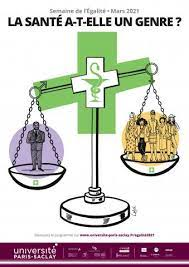 Semaine de l'Égalité • Mars 2021
LA SANTÉ A-T-ELLE UN GENRE ?
Découvrez le programme sur www.universite-paris-saclay.fr/egalite2021
université
PARIS-SACLAY